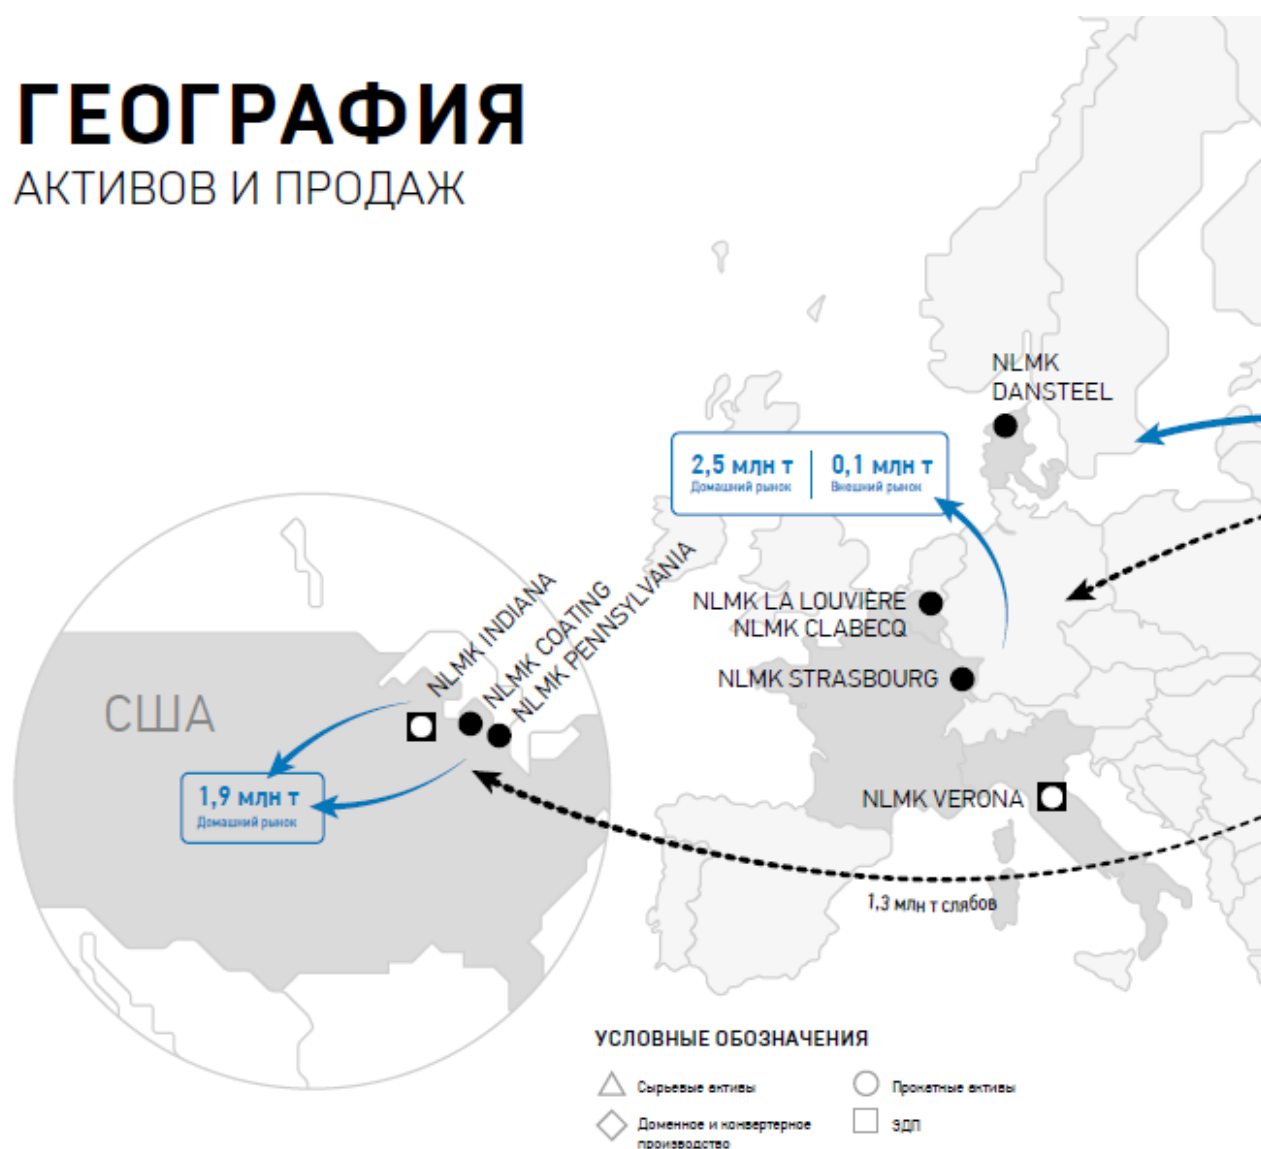 ГЕОГРАФИЯ
АКТИВОВ И ПРОДАЖ
NLMK
DANSTEEL
2,5 млн т
Домашний рынок
0,1 млн т
Внешний рынок
NLMK LA LOUVIÈRE
NLMK CLABECQ
NLMK STRASBOURG
NLMK VERONA
NLMK INDIANA
NLMK COATING
NLMK PENNSYLVANIA
США
1,9 млн т
Домашний рынок
1,3 млн т слябов
УСЛОВНЫЕ ОБОЗНАЧЕНИЯ
Сырьевые активы
Прокатные активы
Доменное и конвертерное
производство
ЭДП